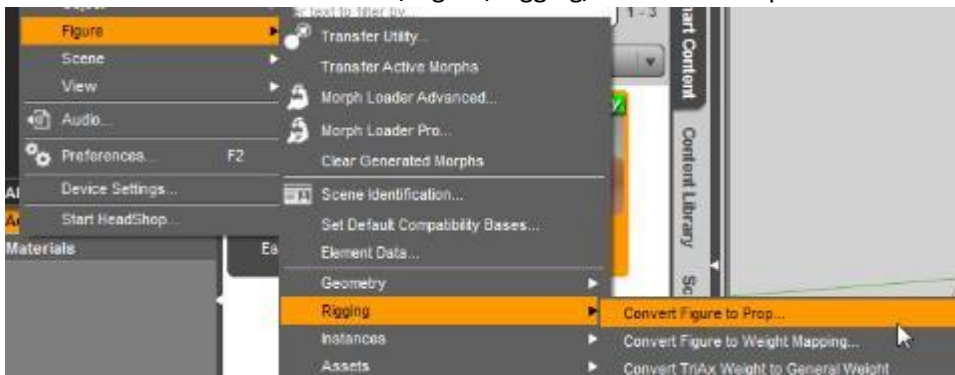 Figure
Scene
View
Audio...
Preferences... F2
Device Settings...
Start HeadShop...
Materials
Transfer Utility...
Transfer Active Morphs
Morph Loader Advanced...
Morph Loader Pro...
Clear Generated Morphs
Scene Identification...
Set Default Compatibility Bases...
Element Data...
Geometry
Rigging
Instances
Assets
Convert Figure to Prop...
Convert Figure to Weight Mapping...
Convert TriAx Weight to General Weight
1 - 3
Content Library